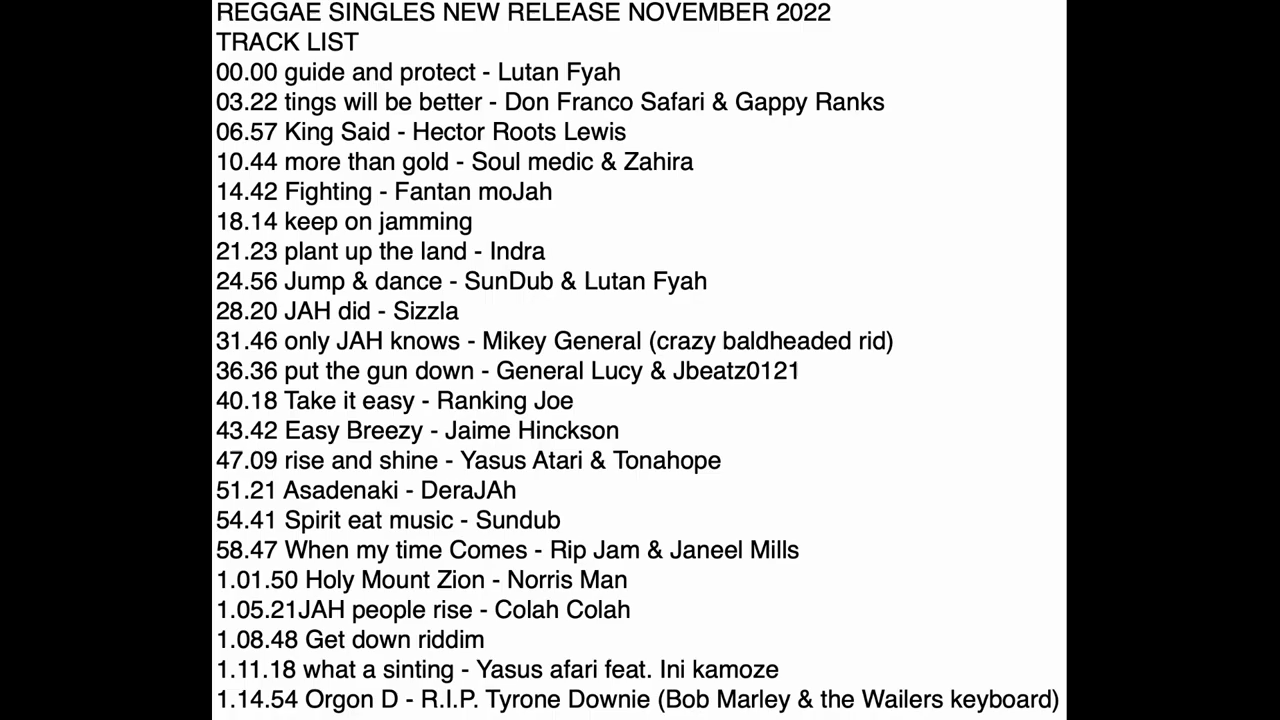 REGGAE SINGLES NEW RELEASE NOVEMBER 2022
TRACK LIST
00.00 guide and protect - Lutan Fyah
03.22 tings will be better - Don Franco Safari & Gappy Ranks
06.57 King Said - Hector Roots Lewis
10.44 more than gold - Soul medic & Zahira
14.42 Fighting - Fantan moJah
18.14 keep on jamming
21.23 plant up the land - Indra
24.56 Jump & dance - SunDub & Lutan Fyah
28.20 JAH did - Sizzla
31.46 only JAH knows - Mikey General (crazy baldheaded rid)
36.36 put the gun down - General Lucy & Jbeatz0121
40.18 Take it easy - Ranking Joe
43.42 Easy Breezy - Jaime Hinckson
47.09 rise and shine - Yasus Atari & Tonahope
51.21 Asadenaki - DeraJAh
54.41 Spirit eat music - Sundub
58.47 When my time Comes - Rip Jam & Janeel Mills
1.01.50 Holy Mount Zion - Norris Man
1.05.21JAH people rise - Colah Colah
1.08.48 Get down riddim
1.11.18 what a sinting - Yasus afari feat. Ini kamoze
1.14.54 Orgon D - R.I.P. Tyrone Downie (Bob Marley & the Wailers keyboard)